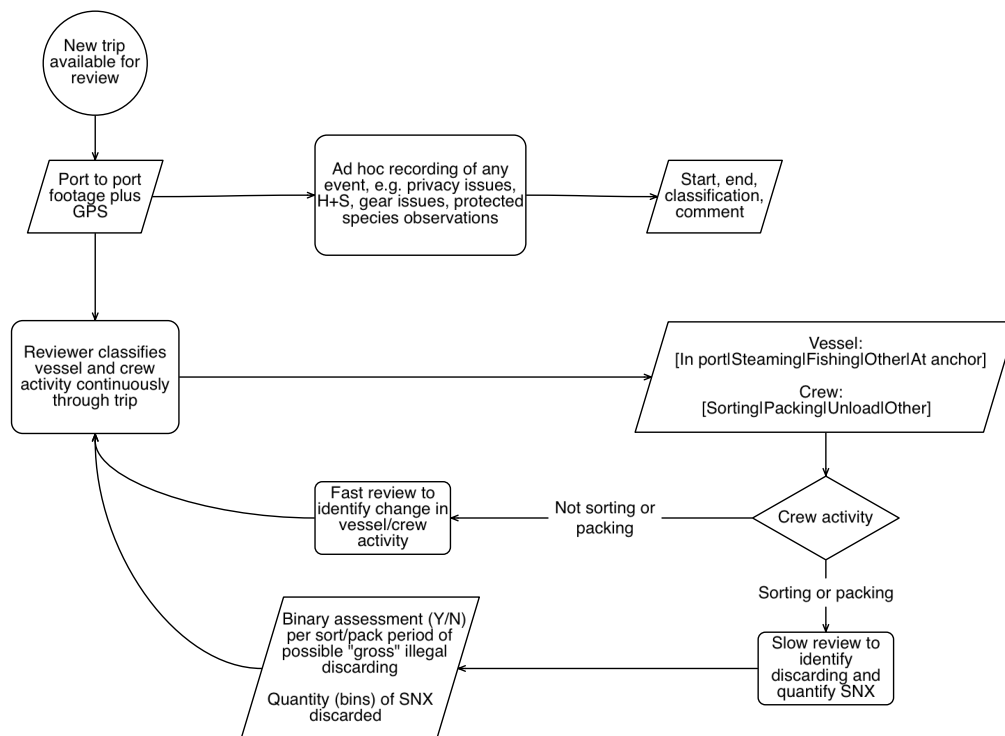 New trip
available for
review
Port to port
footage plus
GPS
Ad hoc recording of any
event, e.g. privacy issues,
H+S, gear issues, protected
species observations
Start, end,
classification,
comment
Reviewer classifies
vessel and crew
activity continuously
through trip
Vessel:
[In port|Steaming|Fishing|Other|At anchor]
Crew:
[Sorting|Packing|Unload|Other]
Fast review to
identify change in
vessel/crew
activity
Not sorting or
packing
Crew activity
Sorting or packing
Binary assessment (Y/N)
per sort/pack period of
possible "gross" illegal
discarding
Quantity (bins) of SNX
discarded
Slow review to
identify
discarding and
quantify SNX